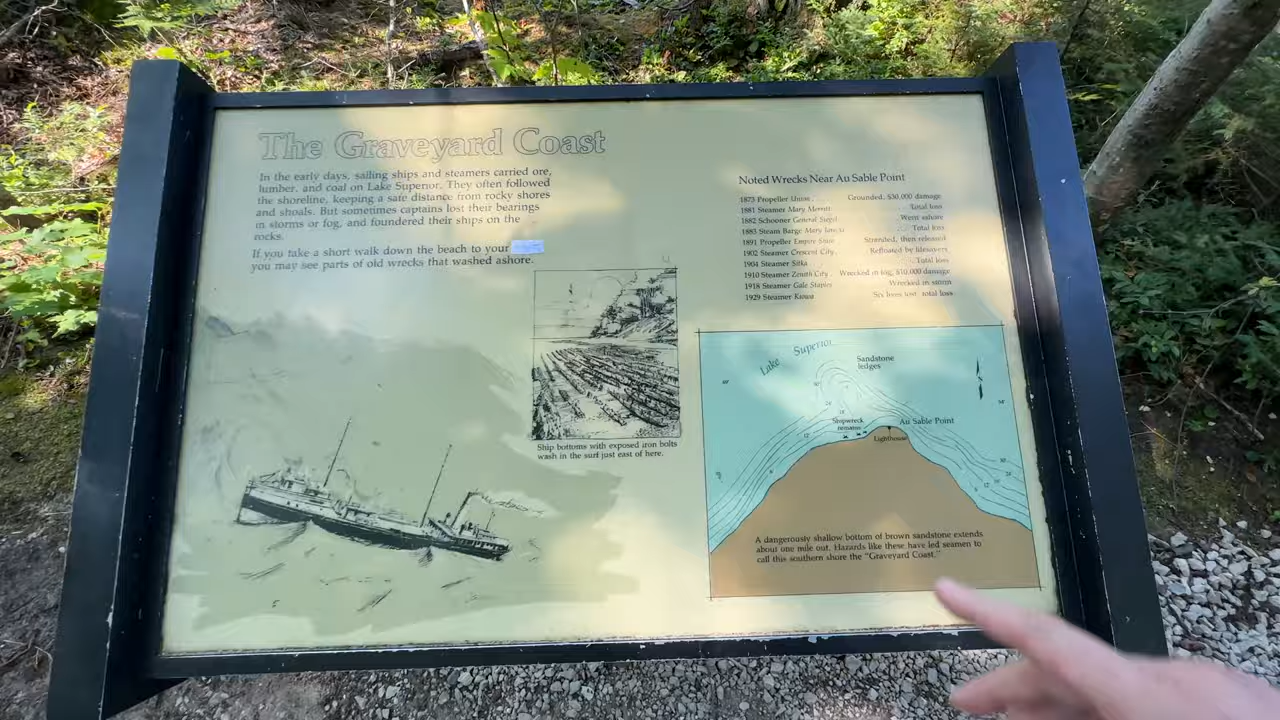 The Graveyard Coast
In the early days, sailing ships and steamers carried ore,
lumber, and coal on Lake Superior. They often followed
the shoreline, keeping a safe distance from rocky shores
and shoals. But sometimes captains lost their bearings
in storms or fog, and foundered their ships on the
rocks.
If you take a short walk down the beach to your
you may see parts of old wrecks that washed ashore.
Ship bottoms with exposed iron bolts
wash in the surf just east of here.
Noted Wrecks Near Au Sable Point
1873 Propeller Union . Grounded, $30,000 damage
1881 Steamer Mary Merritt Total loss
1882 Schooner General Siegel Went ashore
1883 Steam Barge Mary Total loss
1891 Propeller Empire State Stranded, then released
1902 Steamer Crescent City . Refloated by lifesavers
1904 Steamer Sitka Total loss
1910 Steamer Zenith City . Wrecked in fog, $10,000 damage
1918 Steamer Gale Staples Wrecked in storm
1929 Steamer Kiowa Six lives lost, total loss
Lake Superior
Sandstone
ledges
Shipwreck
remains
Au Sable Point
Lighthouse
A dangerously shallow bottom of brown sandstone extends
about one mile out. Hazards like these have led seamen to
call this southern shore the "Graveyard Coast."